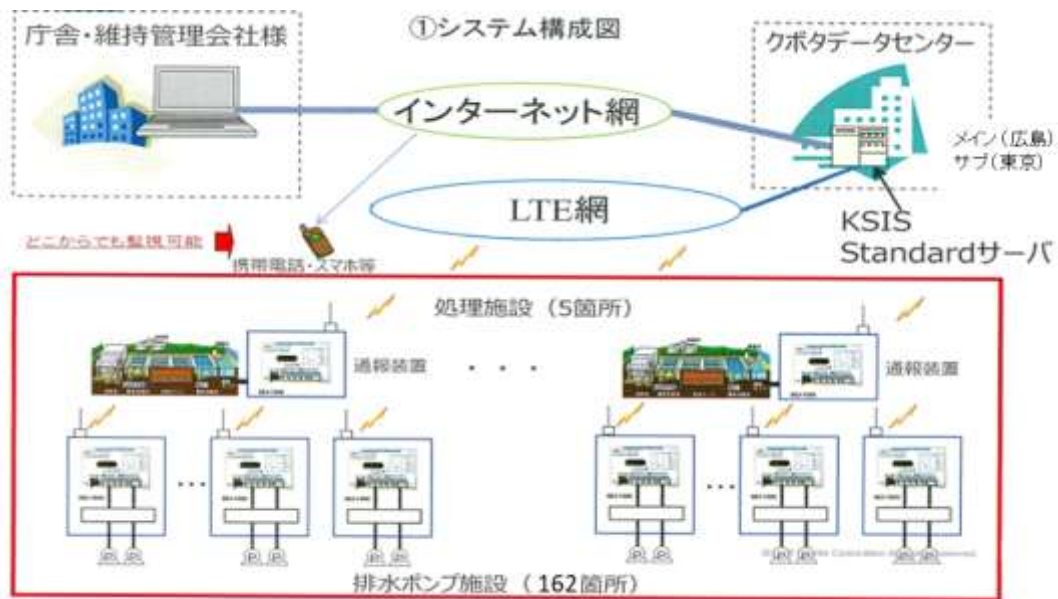 ①システム構成図
庁舎・維持管理会社様
クボタデータセンター
インターネット網
メイン(広島)
サブ(東京)
LTE網
KSIS
Standardサーバ
どこからでも監視可能
携帯電話・スマホ等
処理施設(5箇所)
通報装置
・・・
通報装置
...
...
排水ポンプ施設(162箇所)